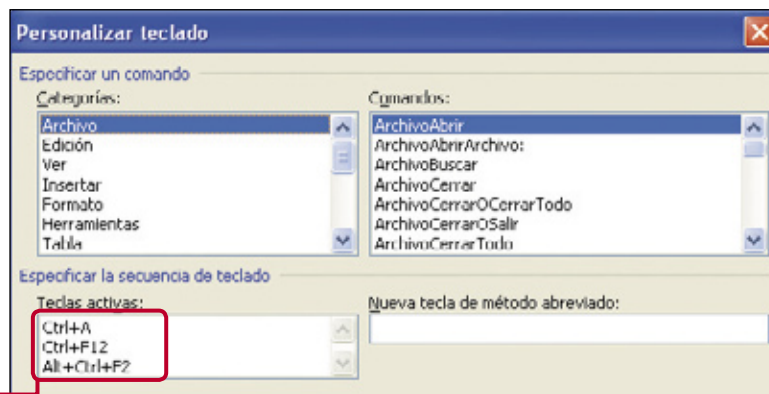 Personalizar teclado
Especificar un comando
Categorías:
Archivo
Edición
Ver
Insertar
Formato
Herramientas
Tabla
Comandos:
ArchivoAbrir
ArchivoAbrirArchivo:
ArchivoBuscar
ArchivoCerrar
ArchivoCerrarOCerrarTodo
ArchivoCerrarOSalir
ArchivoCerrarTodo
Especificar la secuencia de teclado
Teclas activas:
Ctrl+A
Ctrl+F12
Alt+Ctrl+F2
Nueva tecla de método abreviado: